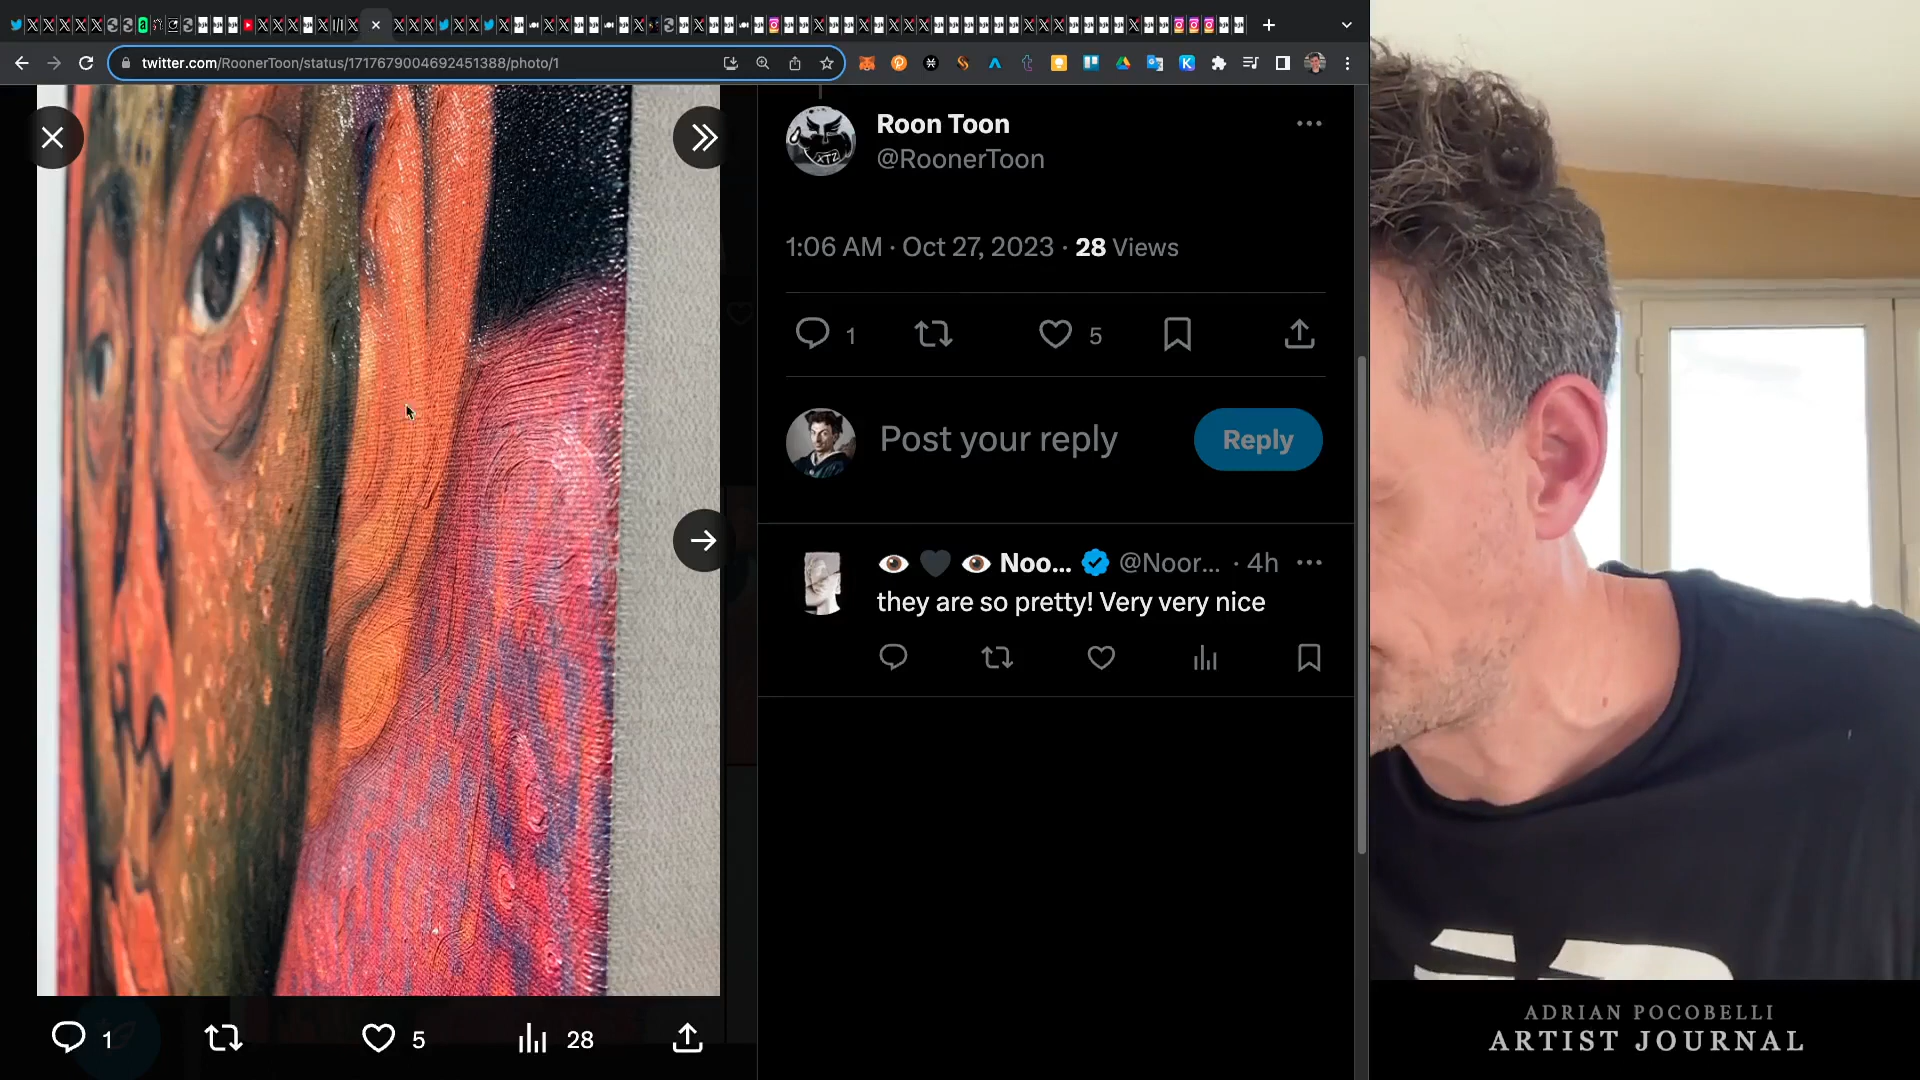 twitter.com/RoonerToon/status/1717679004692451388/photo/1
Roon Toon
@RoonerToon
XTZ
1:06 AM · Oct 27, 2023 · 28 Views
1
5
Post your reply
Reply
Noo... @Noor... · 4h
they are so pretty! Very very nice
1
5
28
ADRIAN POCOBELLI
ARTIST JOURNAL